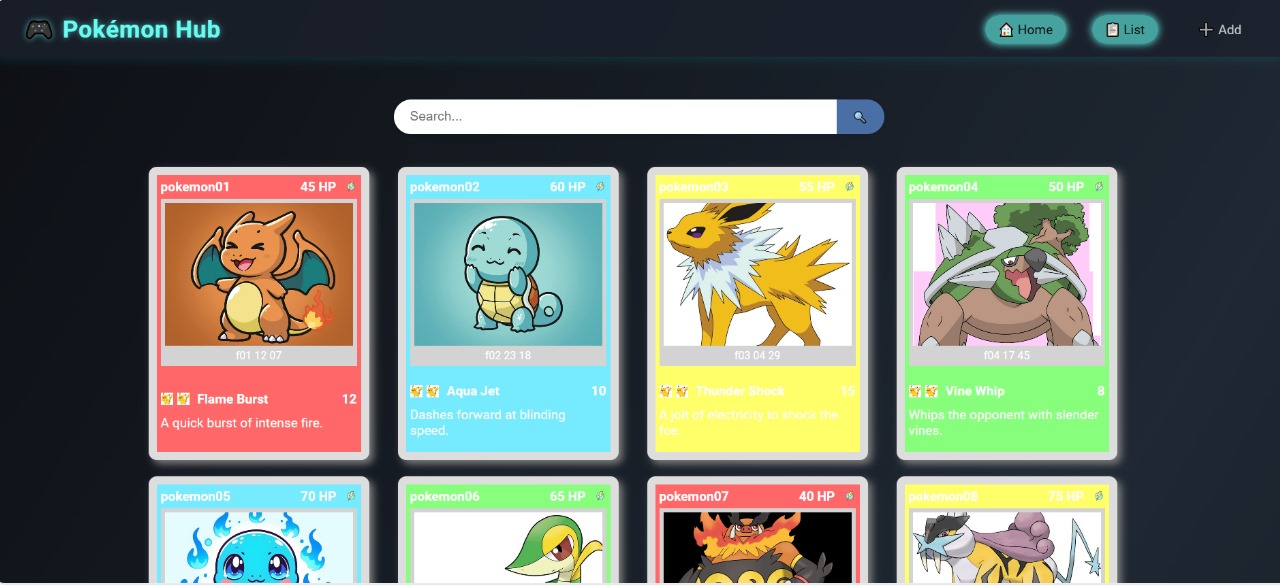 Pokémon Hub
Home
List
Add
Search...
pokemon01 45 HP
f01 12 07
Flame Burst 12
A quick burst of intense fire.
pokemon02 60 HP
f02 23 18
Aqua Jet 10
Dashes forward at blinding
speed.
pokemon03 55 HP
f03 04 29
Thunder Shock 15
A jolt of electricity to shock the
foe.
pokemon04 50 HP
f04 17 45
Vine Whip 8
Whips the opponent with slender
vines.
pokemon05 70 HP
pokemon06 65 HP
pokemon07 40 HP
pokemon08 75 HP